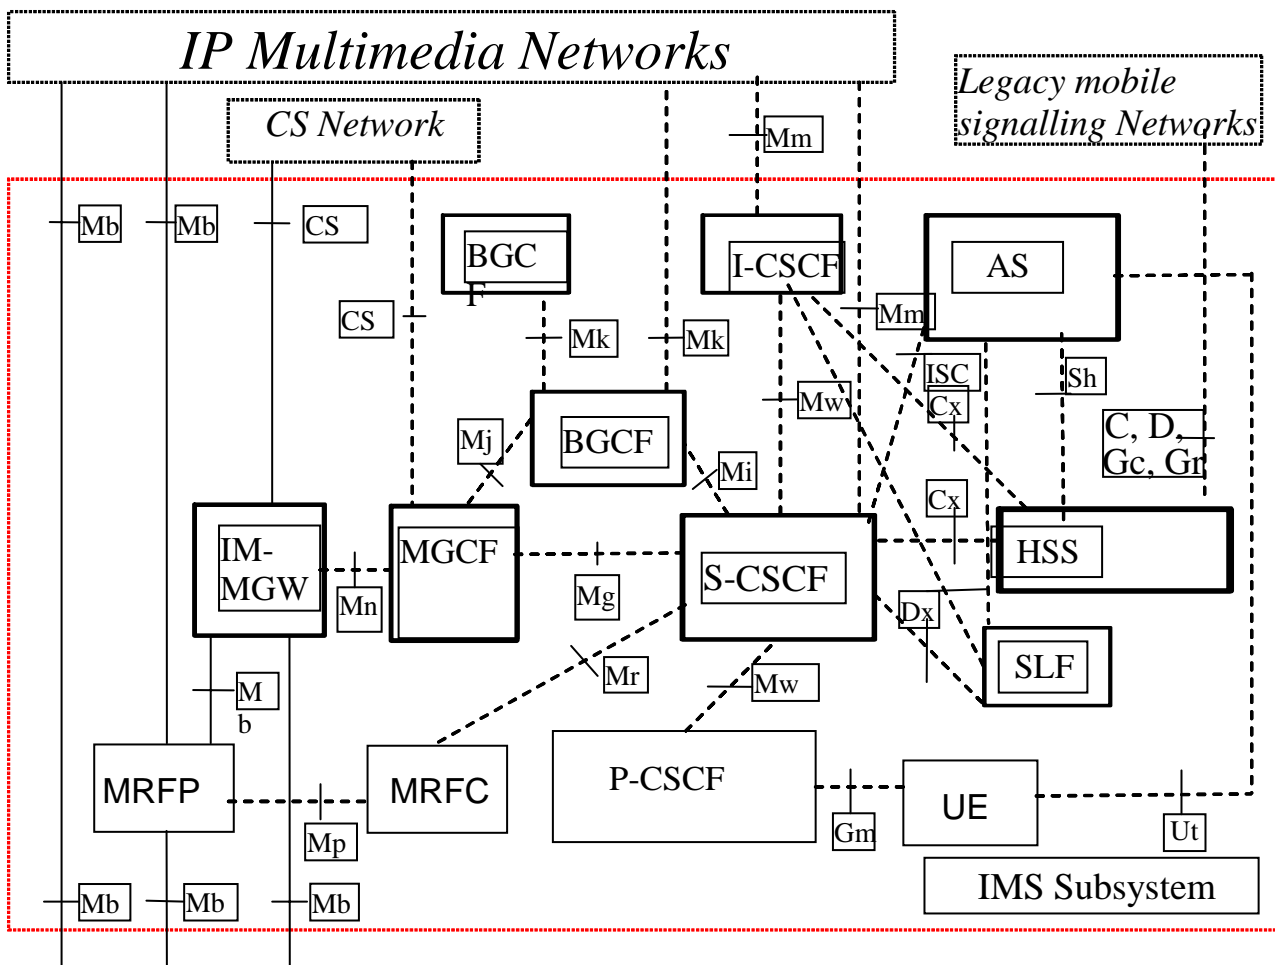 IP Multimedia Networks
Legacy mobile
signalling Networks
CS Network
Mm
Mb
Mb
CS
BGC
F
I-CSCF
AS
CS
Mk
Mk
Mm
ISC
Sh
Cx
Mw
C, D,
Gc, Gr
Mj
BGCF
Mi
Cx
IM-
MGW
MGCF
S-CSCF
HSS
Mn
Mg
Dx
Mr
Mw
SLF
M
b
MRFP
MRFC
P-CSCF
UE
Mp
Gm
Ut
IMS Subsystem
Mb
Mb
Mb